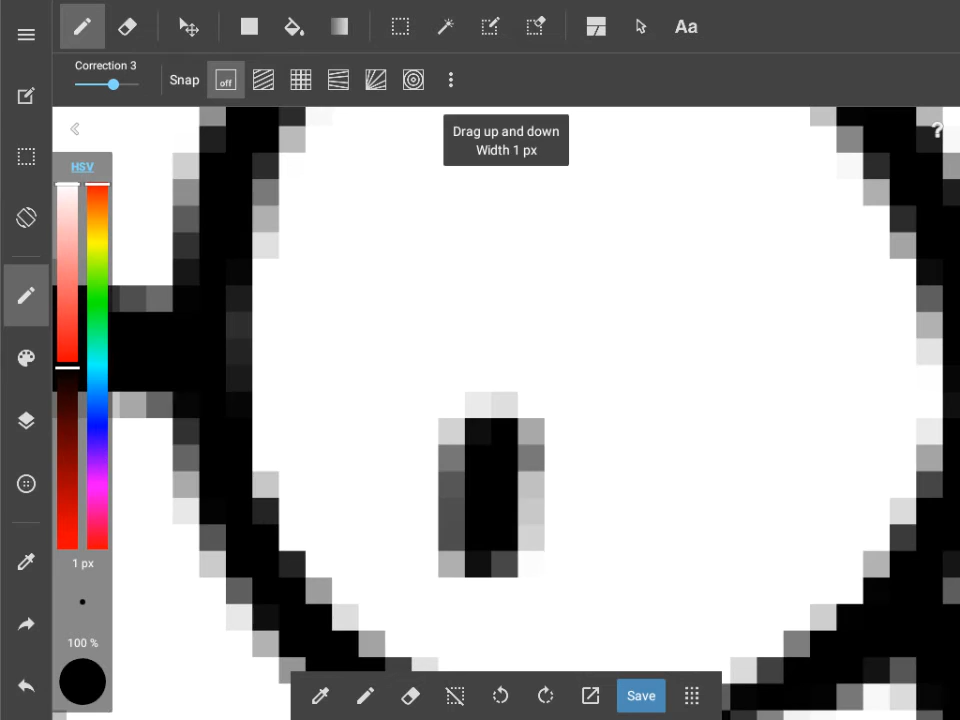 Aa
Correction 3
Snap
off
Drag up and down
Width 1 px
?
HSV
1 px
100 %
Save